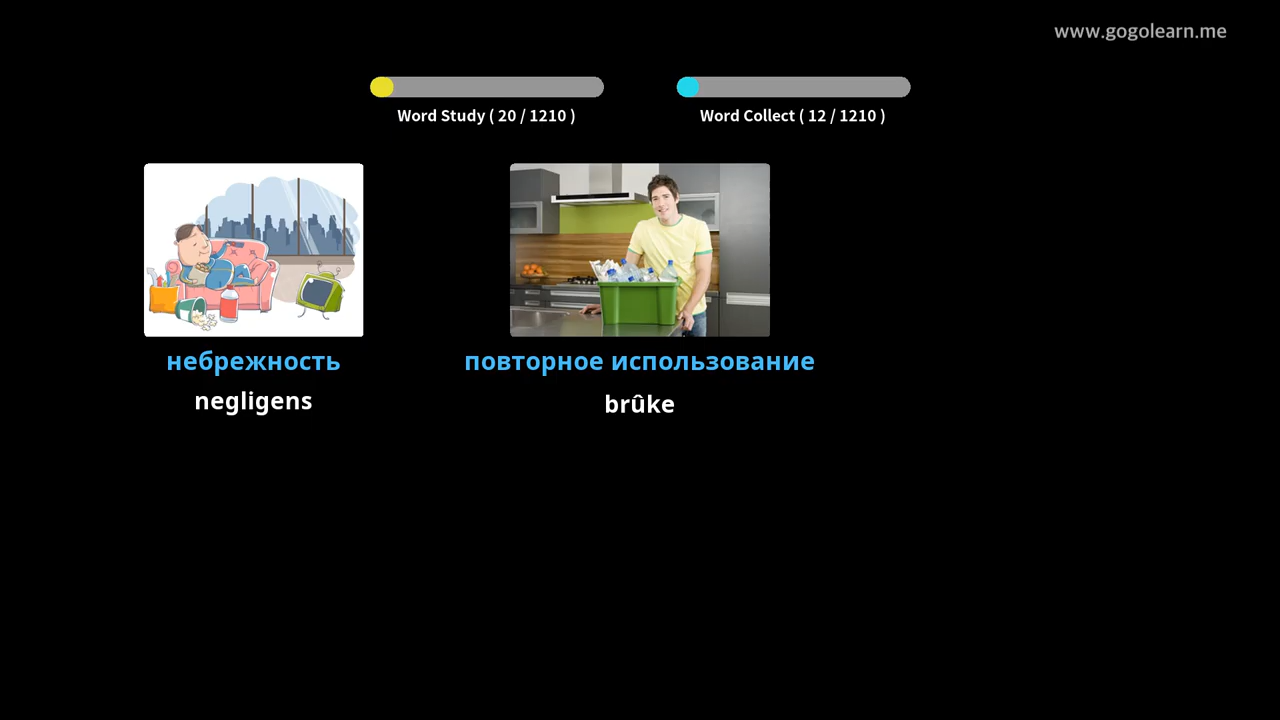 www.gogolearn.me
Word Study ( 20 / 1210 )
Word Collect ( 12 / 1210 )
небрежность
negligens
повторное использование
brûke